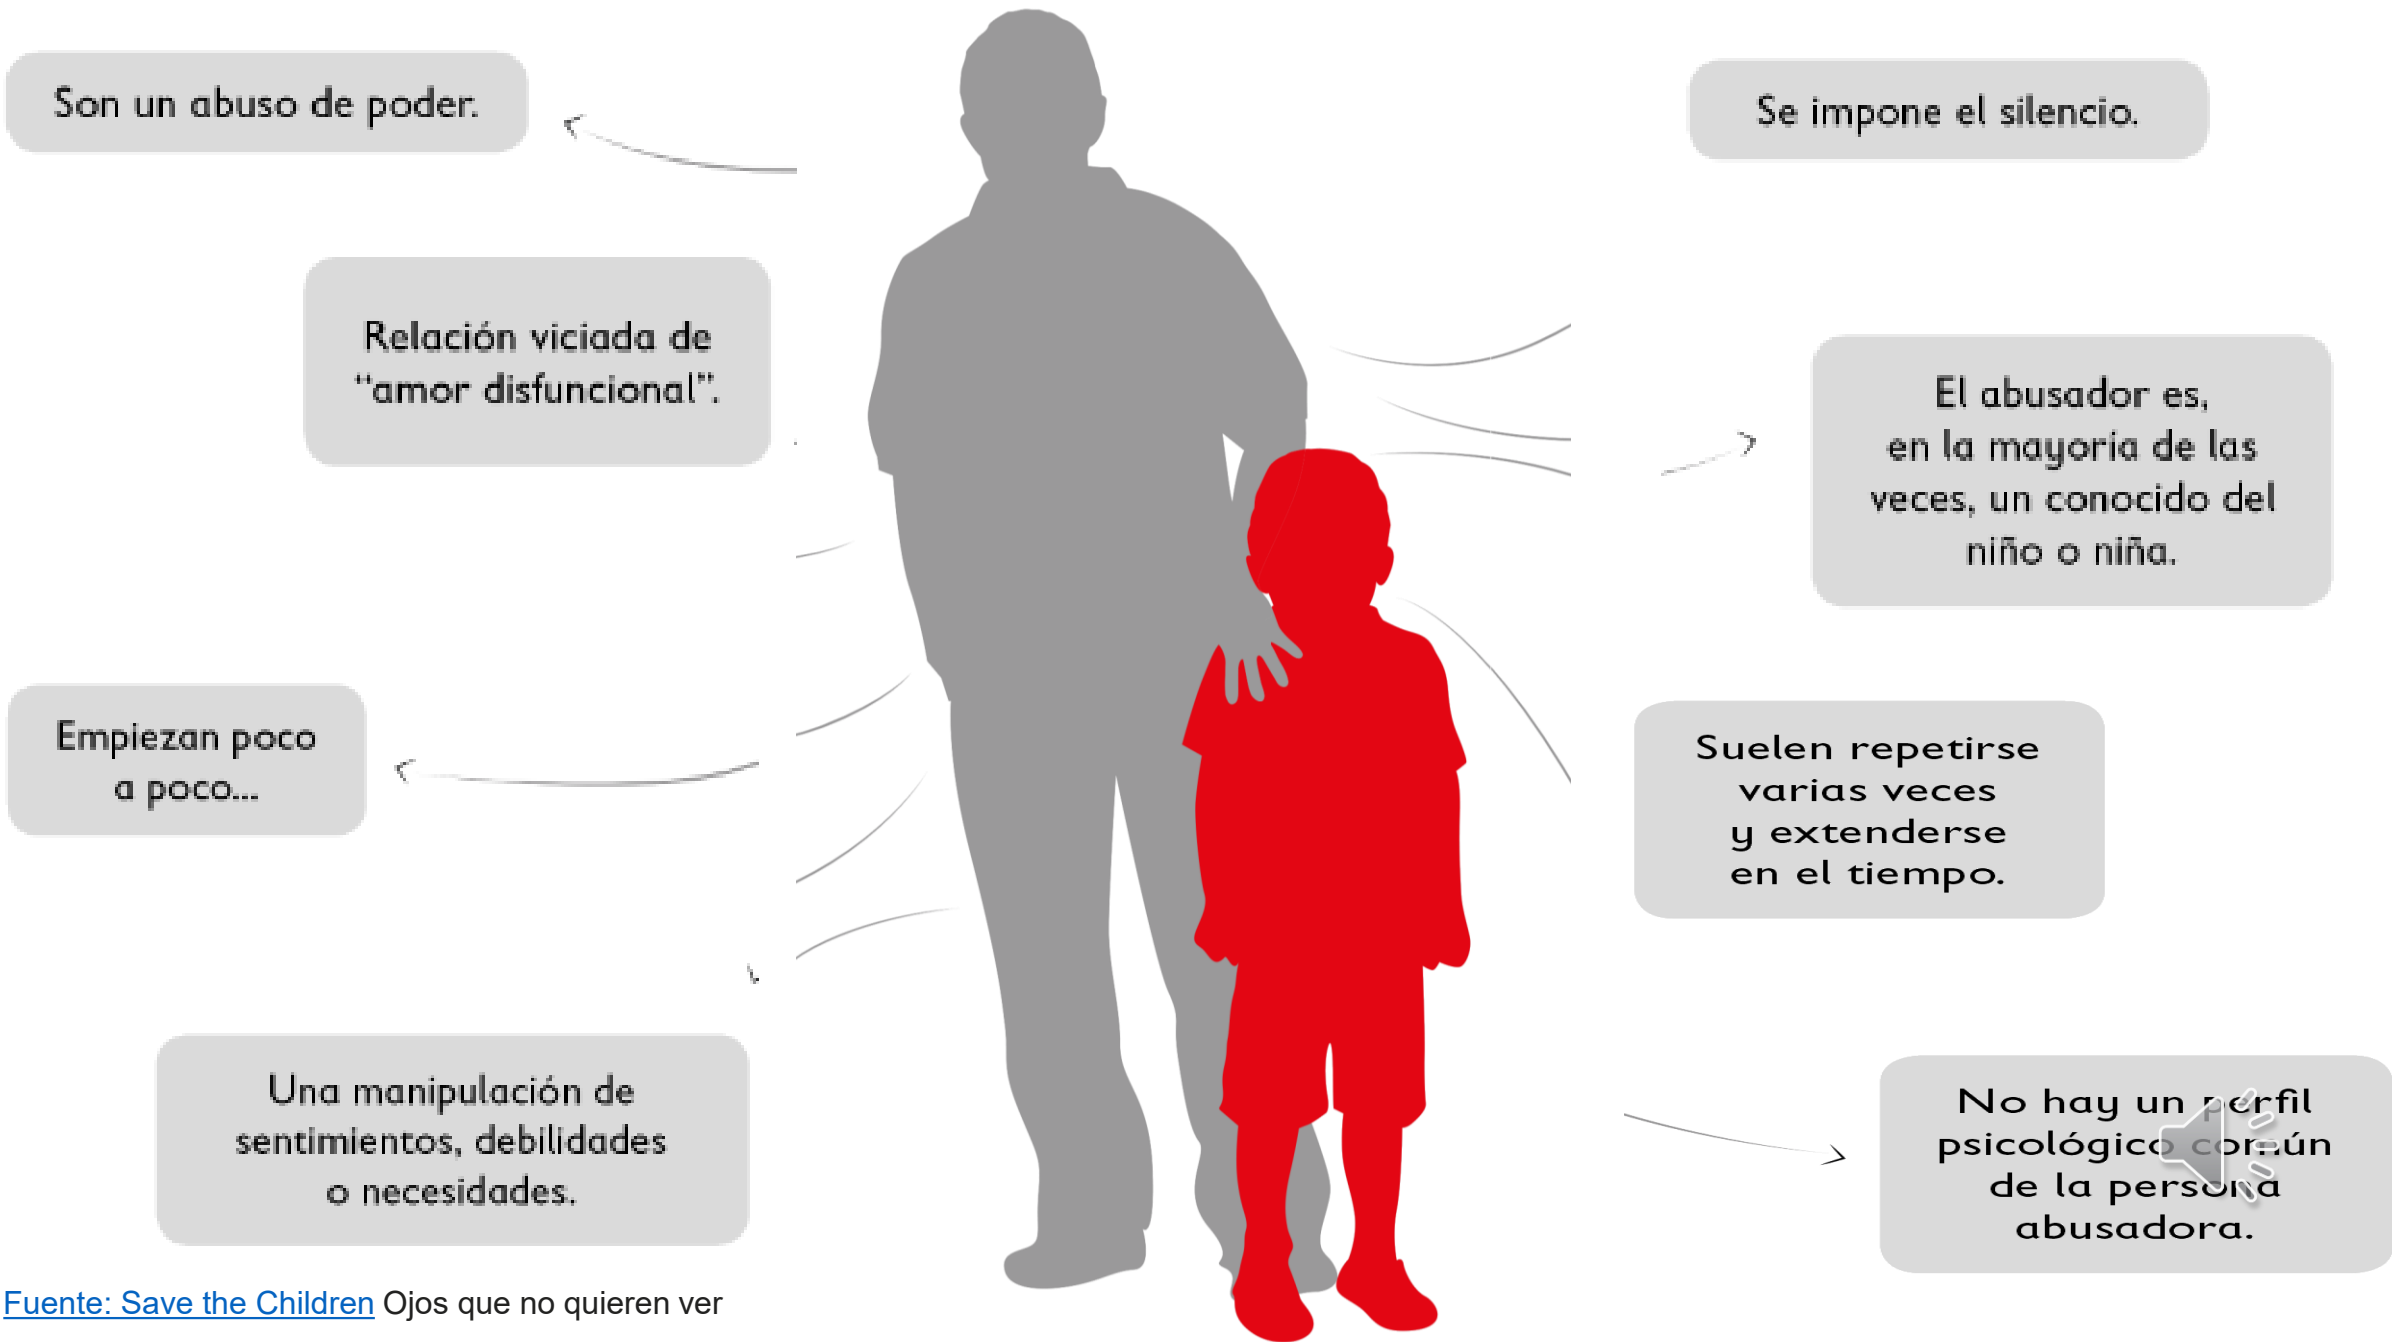 Son un abuso de poder.
Relación viciada de
“amor disfuncional”.
Empiezan poco
a poco...
Una manipulación de
sentimientos, debilidades
o necesidades.
Fuente: Save the Children Ojos que no quieren ver
Se impone el silencio.
El abusador es,
en la mayoría de las
veces, un conocido del
niño o niña.
Suelen repetirse
varias veces
y extenderse
en el tiempo.
No hay un perfil
psicológico común
de la persona
abusadora.